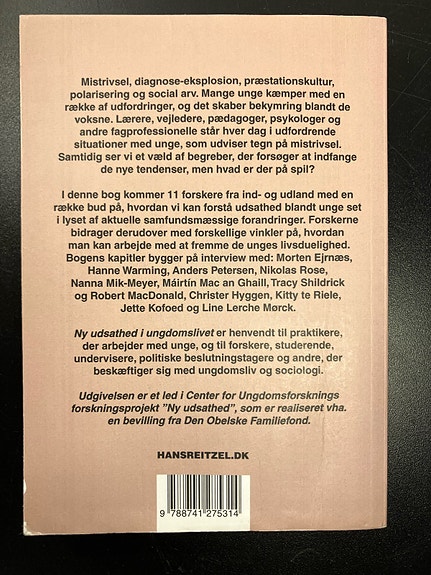 Mistrivsel, diagnose-eksplosion, præstationskultur,
polarisering og social arv. Mange unge kæmper med en
række af udfordringer, og det skaber bekymring blandt de
voksne. Lærere, vejledere, pædagoger, psykologer og
andre fagprofessionelle står hver dag i udfordrende
situationer med unge, som udviser tegn på mistrivsel.
Samtidig ser vi et væld af begreber, der forsøger at indfange
de nye tendenser, men hvad er der på spil?
I denne bog kommer 11 forskere fra ind- og udland med en
række bud på, hvordan vi kan forstå udsathed blandt unge set
i lyset af aktuelle samfundsmæssige forandringer. Forskerne
bidrager derudover med forskellige vinkler på, hvordan
man kan arbejde med at fremme de unges livsduelighed.
Bogens kapitler bygger på interview med: Morten Ejrnæs,
Hanne Warming, Anders Petersen, Nikolas Rose,
Nanna Mik-Meyer, Máirtín Mac an Ghaill, Tracy Shildrick
og Robert MacDonald, Christer Hyggen, Kitty te Riele,
Jette Kofoed og Line Lerche Mørck.
Ny udsathed i ungdomslivet er henvendt til praktikere,
der arbejder med unge, og til forskere, studerende,
undervisere, politiske beslutningstagere og andre, der
beskæftiger sig med ungdomsliv og sociologi.
Udgivelsen er et led i Center for Ungdomsforsknings
forskningsprojekt ”Ny udsathed”, som er realiseret vha.
en bevilling fra Den Obelske Familiefond.
HANSREITZEL.DK
9 788741 275314